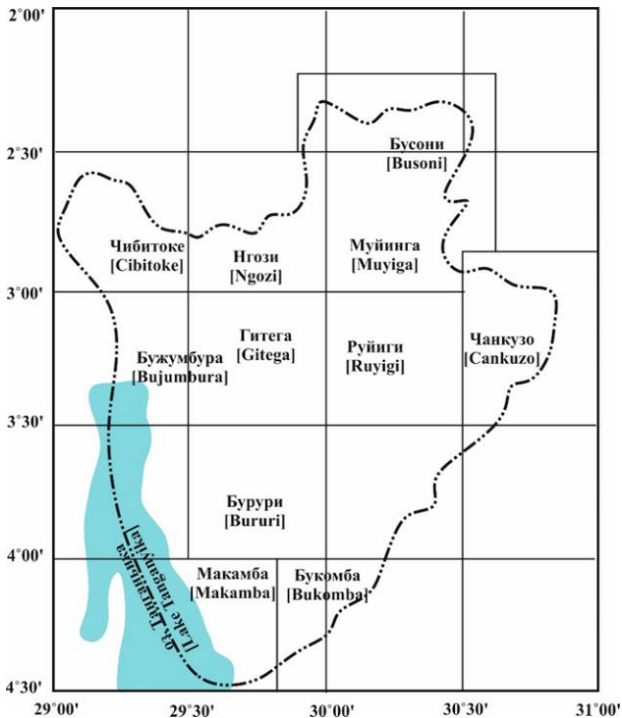 2°00'
Бусони
[Busoni]
2°30'
Чибитоке
[Cibitoke]
Нгози
[Ngozi]
Муйинга
[Muyiga]
3°00'
Гитега
[Gitega]
Руйиги
[Ruyigi]
Чанкузо
[Cankuzo]
Бужумбура
[Bujumbura]
3°30'
Бурури
[Bururi]
4°00'
Макамба
[Makamba]
Букомба
[Bukomba]
оз. Танганьика
[Lake Tanganyika]
4°30'
29°00' 29°30' 30°00' 30°30' 31°00'